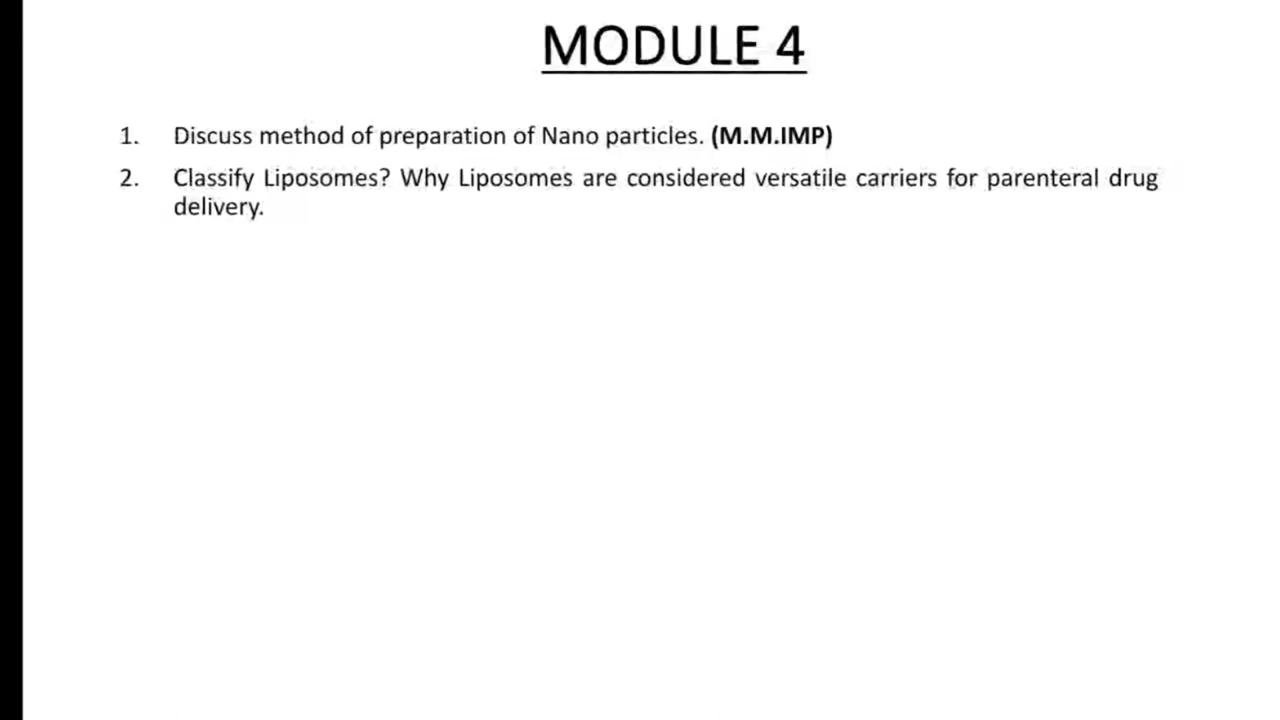 MODULE 4
1. Discuss method of preparation of Nano particles. (M.M.IMP)
2. Classify Liposomes? Why Liposomes are considered versatile carriers for parenteral drug
delivery.